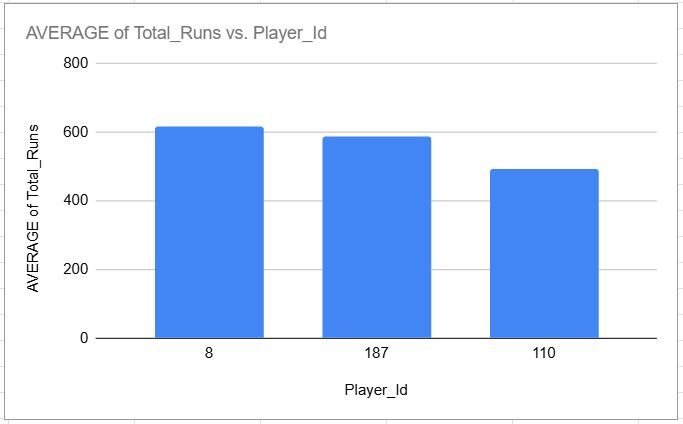 AVERAGE of Total_Runs vs. Player_Id
AVERAGE of Total_Runs
800
600
400
200
0
8
187
110
Player_Id